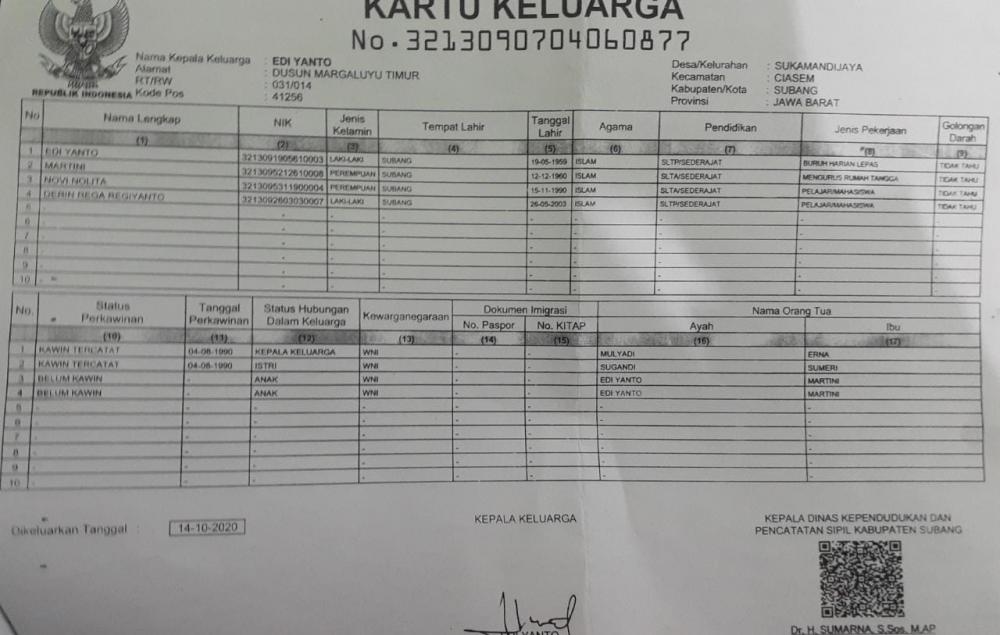 KARTU KELUARGA
No.3213090704060877
REPUBLIK INDONESIA
Nama Kepala Keluarga : EDI YANTO
Alamat : DUSUN MARGALUYU TIMUR
RT/RW : 031/014
Kode Pos : 41256
Desa/Kelurahan : SUKAMANDIJAYA
Kecamatan : CIASEM
Kabupaten/Kota : SUBANG
Provinsi : JAWA BARAT
No Nama Lengkap NIK Jenis Kelamin Tempat Lahir Tanggal Lahir Agama Pendidikan Jenis Pekerjaan Golongan Darah
(1) (2) (3) (4) (5) (6) (7) (8) (9)
1 EDI YANTO 3213091905610003 LAKI-LAKI SUBANG 19-05-1959 ISLAM SLTP/SEDERAJAT BURUH HARIAN LEPAS TIDAK TAHU
2 MARTINI PEREMPUAN SUBANG 12-12-1960 ISLAM SLTA/SEDERAJAT MENGURUS RUMAH TANGGA TIDAK TAHU
3 NOVI NOLITA 3213095311900004 PEREMPUAN SUBANG 15-11-1990 ISLAM SLTA/SEDERAJAT PELAJAR/MAHASISWA TIDAK TAHU
4 DERIN REGA REGIYANTO 3213092603030007 LAKI-LAKI SUBANG 26-05-2003 ISLAM SLTP/SEDERAJAT PELAJAR/MAHASISWA TIDAK TAHU
5 - - - - - - - -
6 - - - - - - - -
7 - - - - - - - -
8 - - - - - - - -
9 - - - - - - - -
10 - - - - - - - -
No. Status Perkawinan Tanggal Perkawinan Status Hubungan Dalam Keluarga Kewarganegaraan Dokumen Imigrasi Nama Orang Tua
No. Paspor No. KITAP Ayah Ibu
(10) (11) (12) (13) (14) (15) (16) (17)
1 KAWIN TERCATAT 04-08-1990 KEPALA KELUARGA WNI - - MULYADI ERNA
2 KAWIN TERCATAT 04-08-1990 ISTRI WNI - - SUGANDI SUMERI
3 BELUM KAWIN - ANAK WNI - - EDI YANTO MARTINI
4 BELUM KAWIN - ANAK WNI - - EDI YANTO MARTINI
5 - - - - - - - -
6 - - - - - - - -
7 - - - - - - - -
8 - - - - - - - -
9 - - - - - - - -
10 - - - - - - - -
Dikeluarkan Tanggal : 14-10-2020
KEPALA KELUARGA
KEPALA DINAS KEPENDUDUKAN DAN
PENCATATAN SIPIL KABUPATEN SUBANG
Dr. H. SUMARNA, S.Sos, M.AP